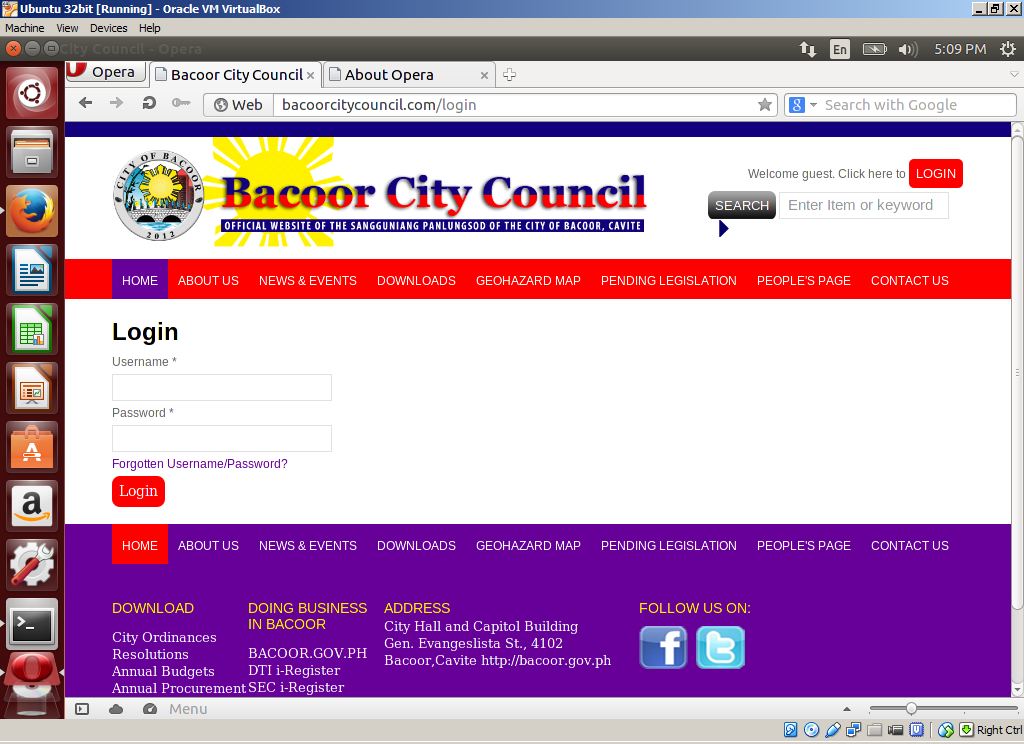 Ubuntu 32bit [Running] - Oracle VM VirtualBox
Machine View Devices Help
City Council - Opera
En
5:09 PM
Opera
Bacoor City Council
About Opera
Web
bacoorcitycouncil.com/login
Search with Google
CITY OF BACOOR
2012
Bacoor City Council
OFFICIAL WEBSITE OF THE SANGGUNIANG PANLUNGSOD OF THE CITY OF BACOOR, CAVITE
Welcome guest. Click here to LOGIN
SEARCH Enter Item or keyword
HOME ABOUT US NEWS & EVENTS DOWNLOADS GEOHAZARD MAP PENDING LEGISLATION PEOPLE'S PAGE CONTACT US
Login
Username *
Password *
Forgotten Username/Password?
Login
HOME ABOUT US NEWS & EVENTS DOWNLOADS GEOHAZARD MAP PENDING LEGISLATION PEOPLE'S PAGE CONTACT US
DOWNLOAD
City Ordinances
Resolutions
Annual Budgets
Annual Procurement
DOING BUSINESS
IN BACOOR
BACOOR.GOV.PH
DTI i-Register
SEC i-Register
ADDRESS
City Hall and Capitol Building
Gen. Evangeslista St., 4102
Bacoor,Cavite http://bacoor.gov.ph
FOLLOW US ON:
Menu
Right Ctrl